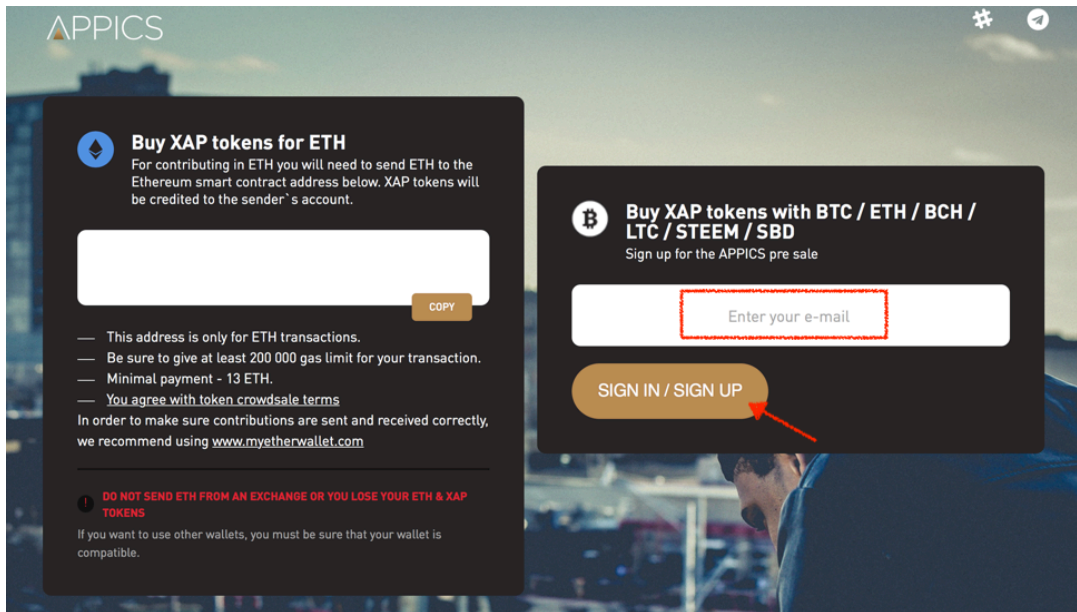 APPICS
Buy XAP tokens for ETH
For contributing in ETH you will need to send ETH to the
Ethereum smart contract address below. XAP tokens will
be credited to the sender`s account.
COPY
This address is only for ETH transactions.
Be sure to give at least 200 000 gas limit for your transaction.
Minimal payment - 13 ETH.
You agree with token crowdsale terms
In order to make sure contributions are sent and received correctly,
we recommend using www.myetherwallet.com
DO NOT SEND ETH FROM AN EXCHANGE OR YOU LOSE YOUR ETH & XAP
TOKENS
If you want to use other wallets, you must be sure that your wallet is
compatible.
Buy XAP tokens with BTC / ETH / BCH /
LTC / STEEM / SBD
Sign up for the APPICS pre sale
Enter your e-mail
SIGN IN / SIGN UP